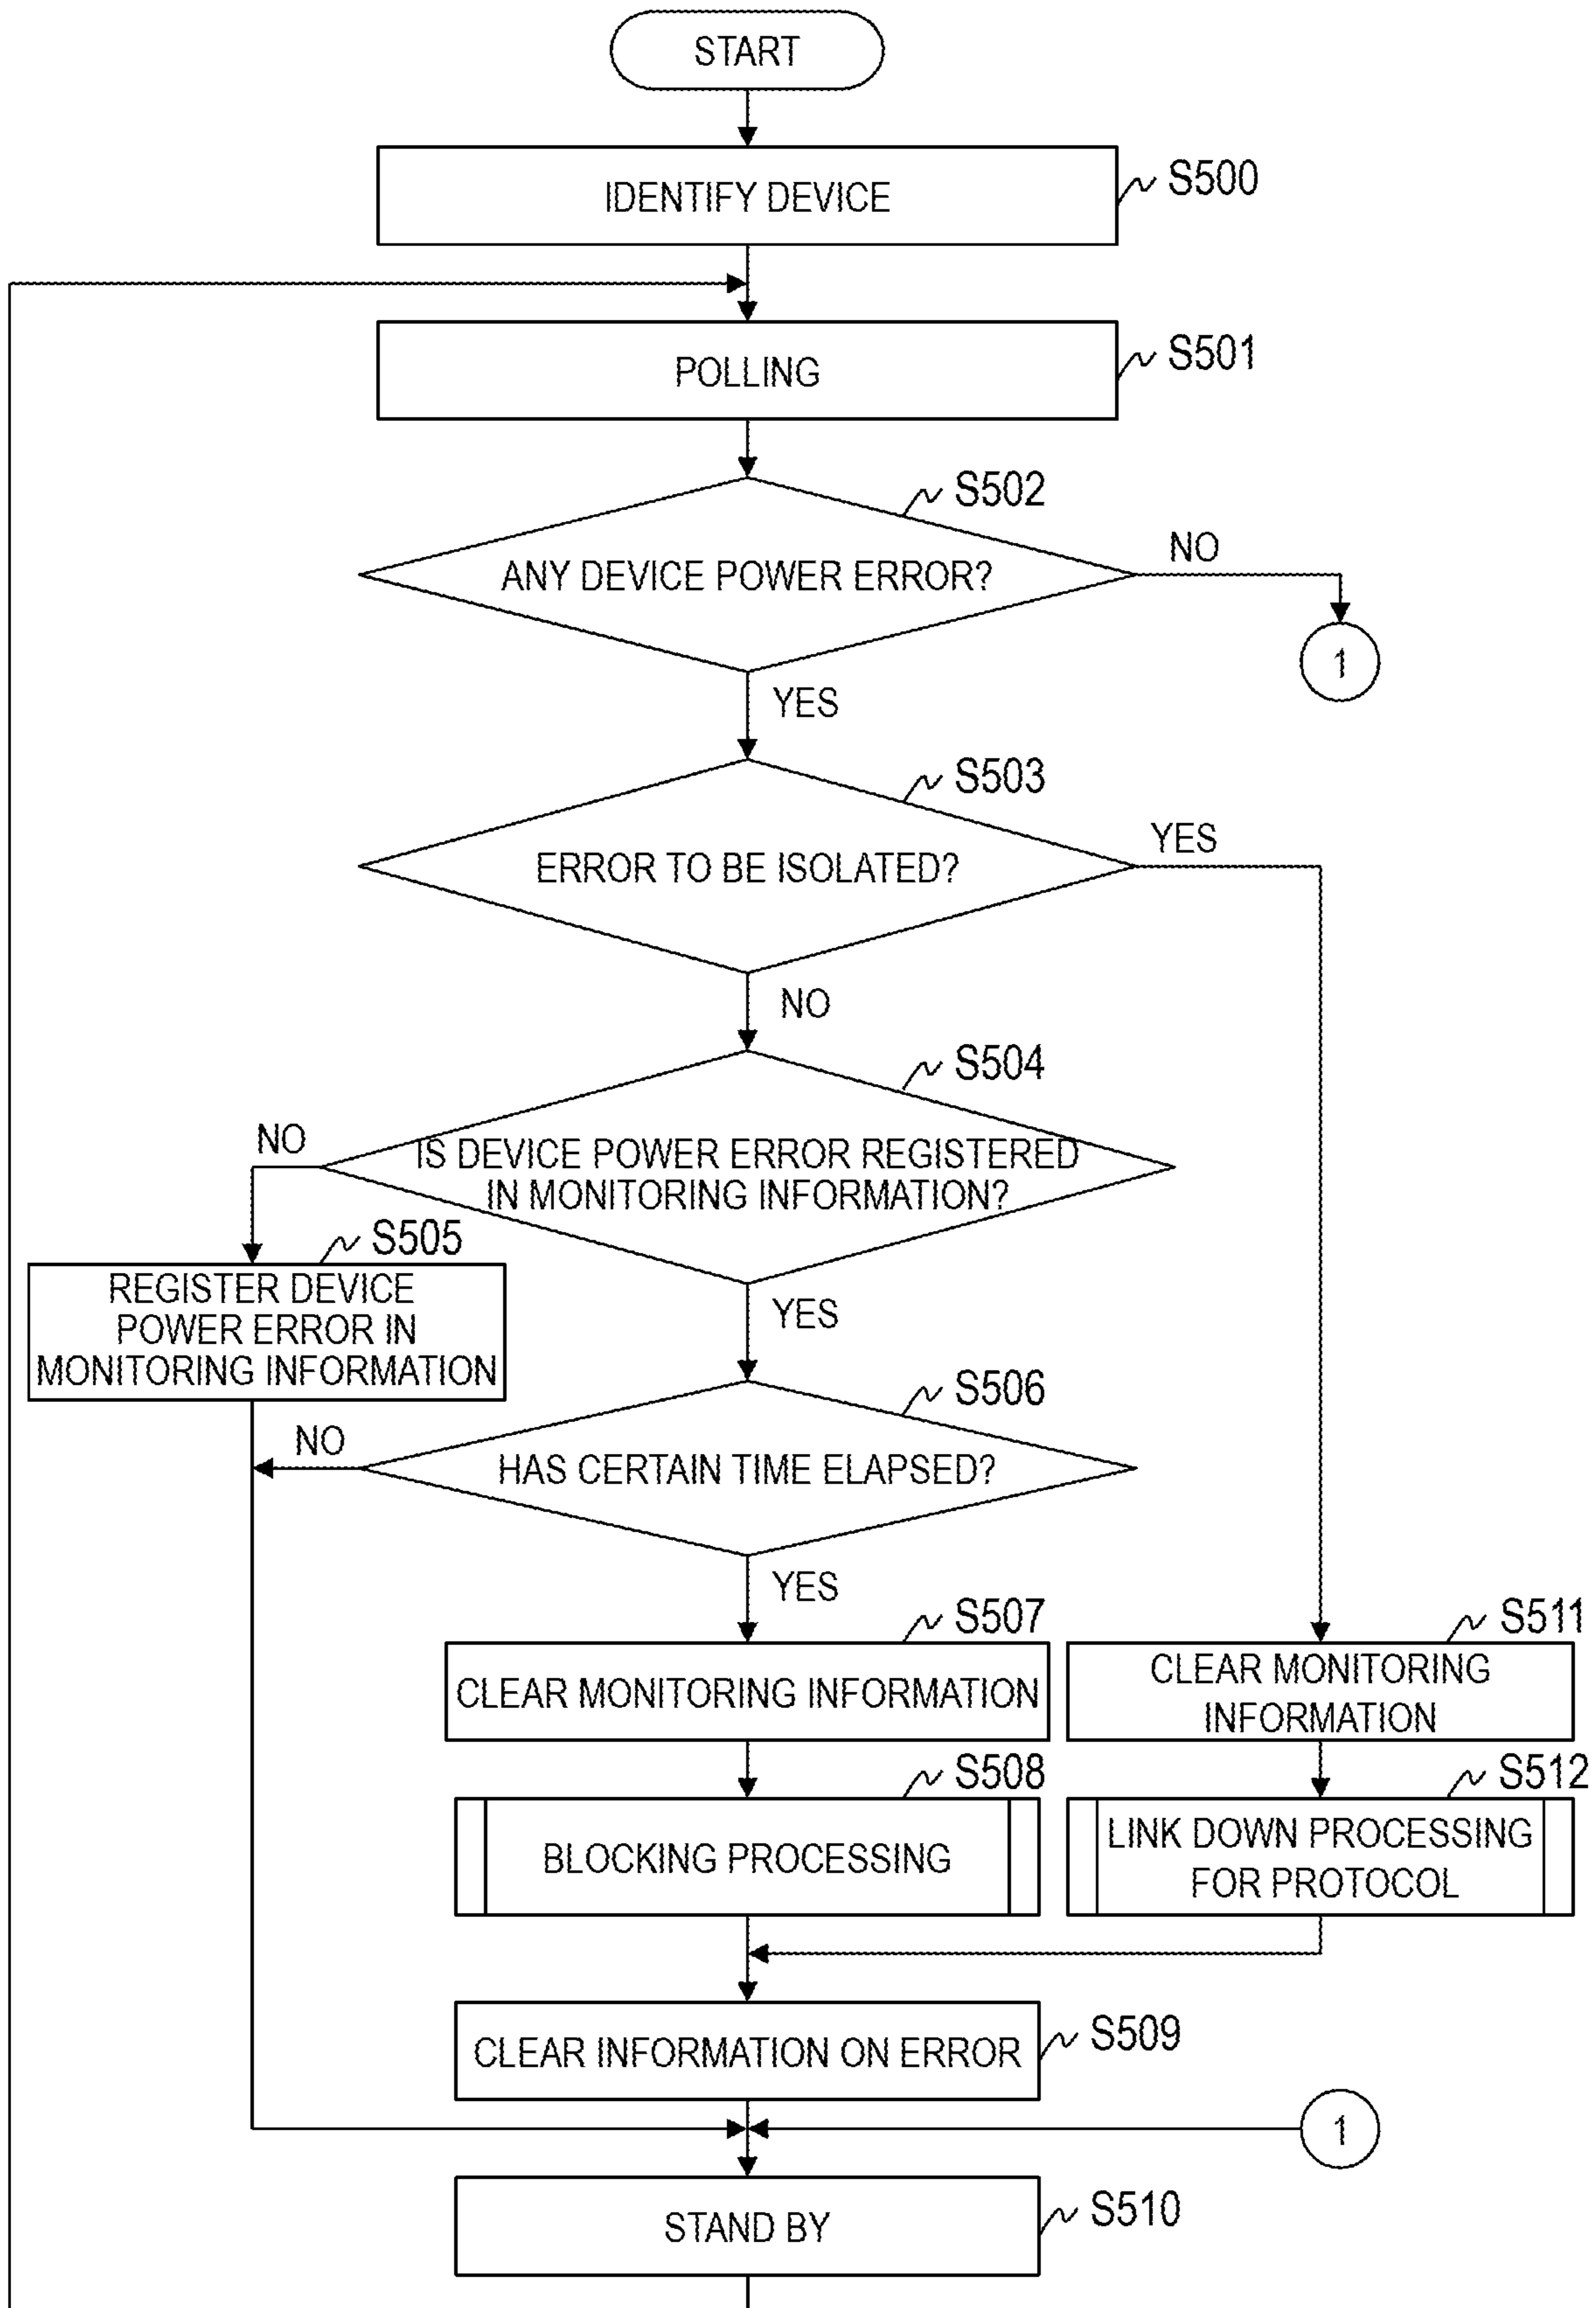 START
IDENTIFY DEVICE
S500
POLLING
S501
S502
ANY DEVICE POWER ERROR?
NO
1
YES
S503
ERROR TO BE ISOLATED?
YES
NO
S504
IS DEVICE POWER ERROR REGISTERED
IN MONITORING INFORMATION?
NO
S505
REGISTER DEVICE
POWER ERROR IN
MONITORING INFORMATION
YES
S506
HAS CERTAIN TIME ELAPSED?
NO
YES
S507
CLEAR MONITORING INFORMATION
S511
CLEAR MONITORING
INFORMATION
S508
BLOCKING PROCESSING
S512
LINK DOWN PROCESSING
FOR PROTOCOL
CLEAR INFORMATION ON ERROR
S509
1
STAND BY
S510